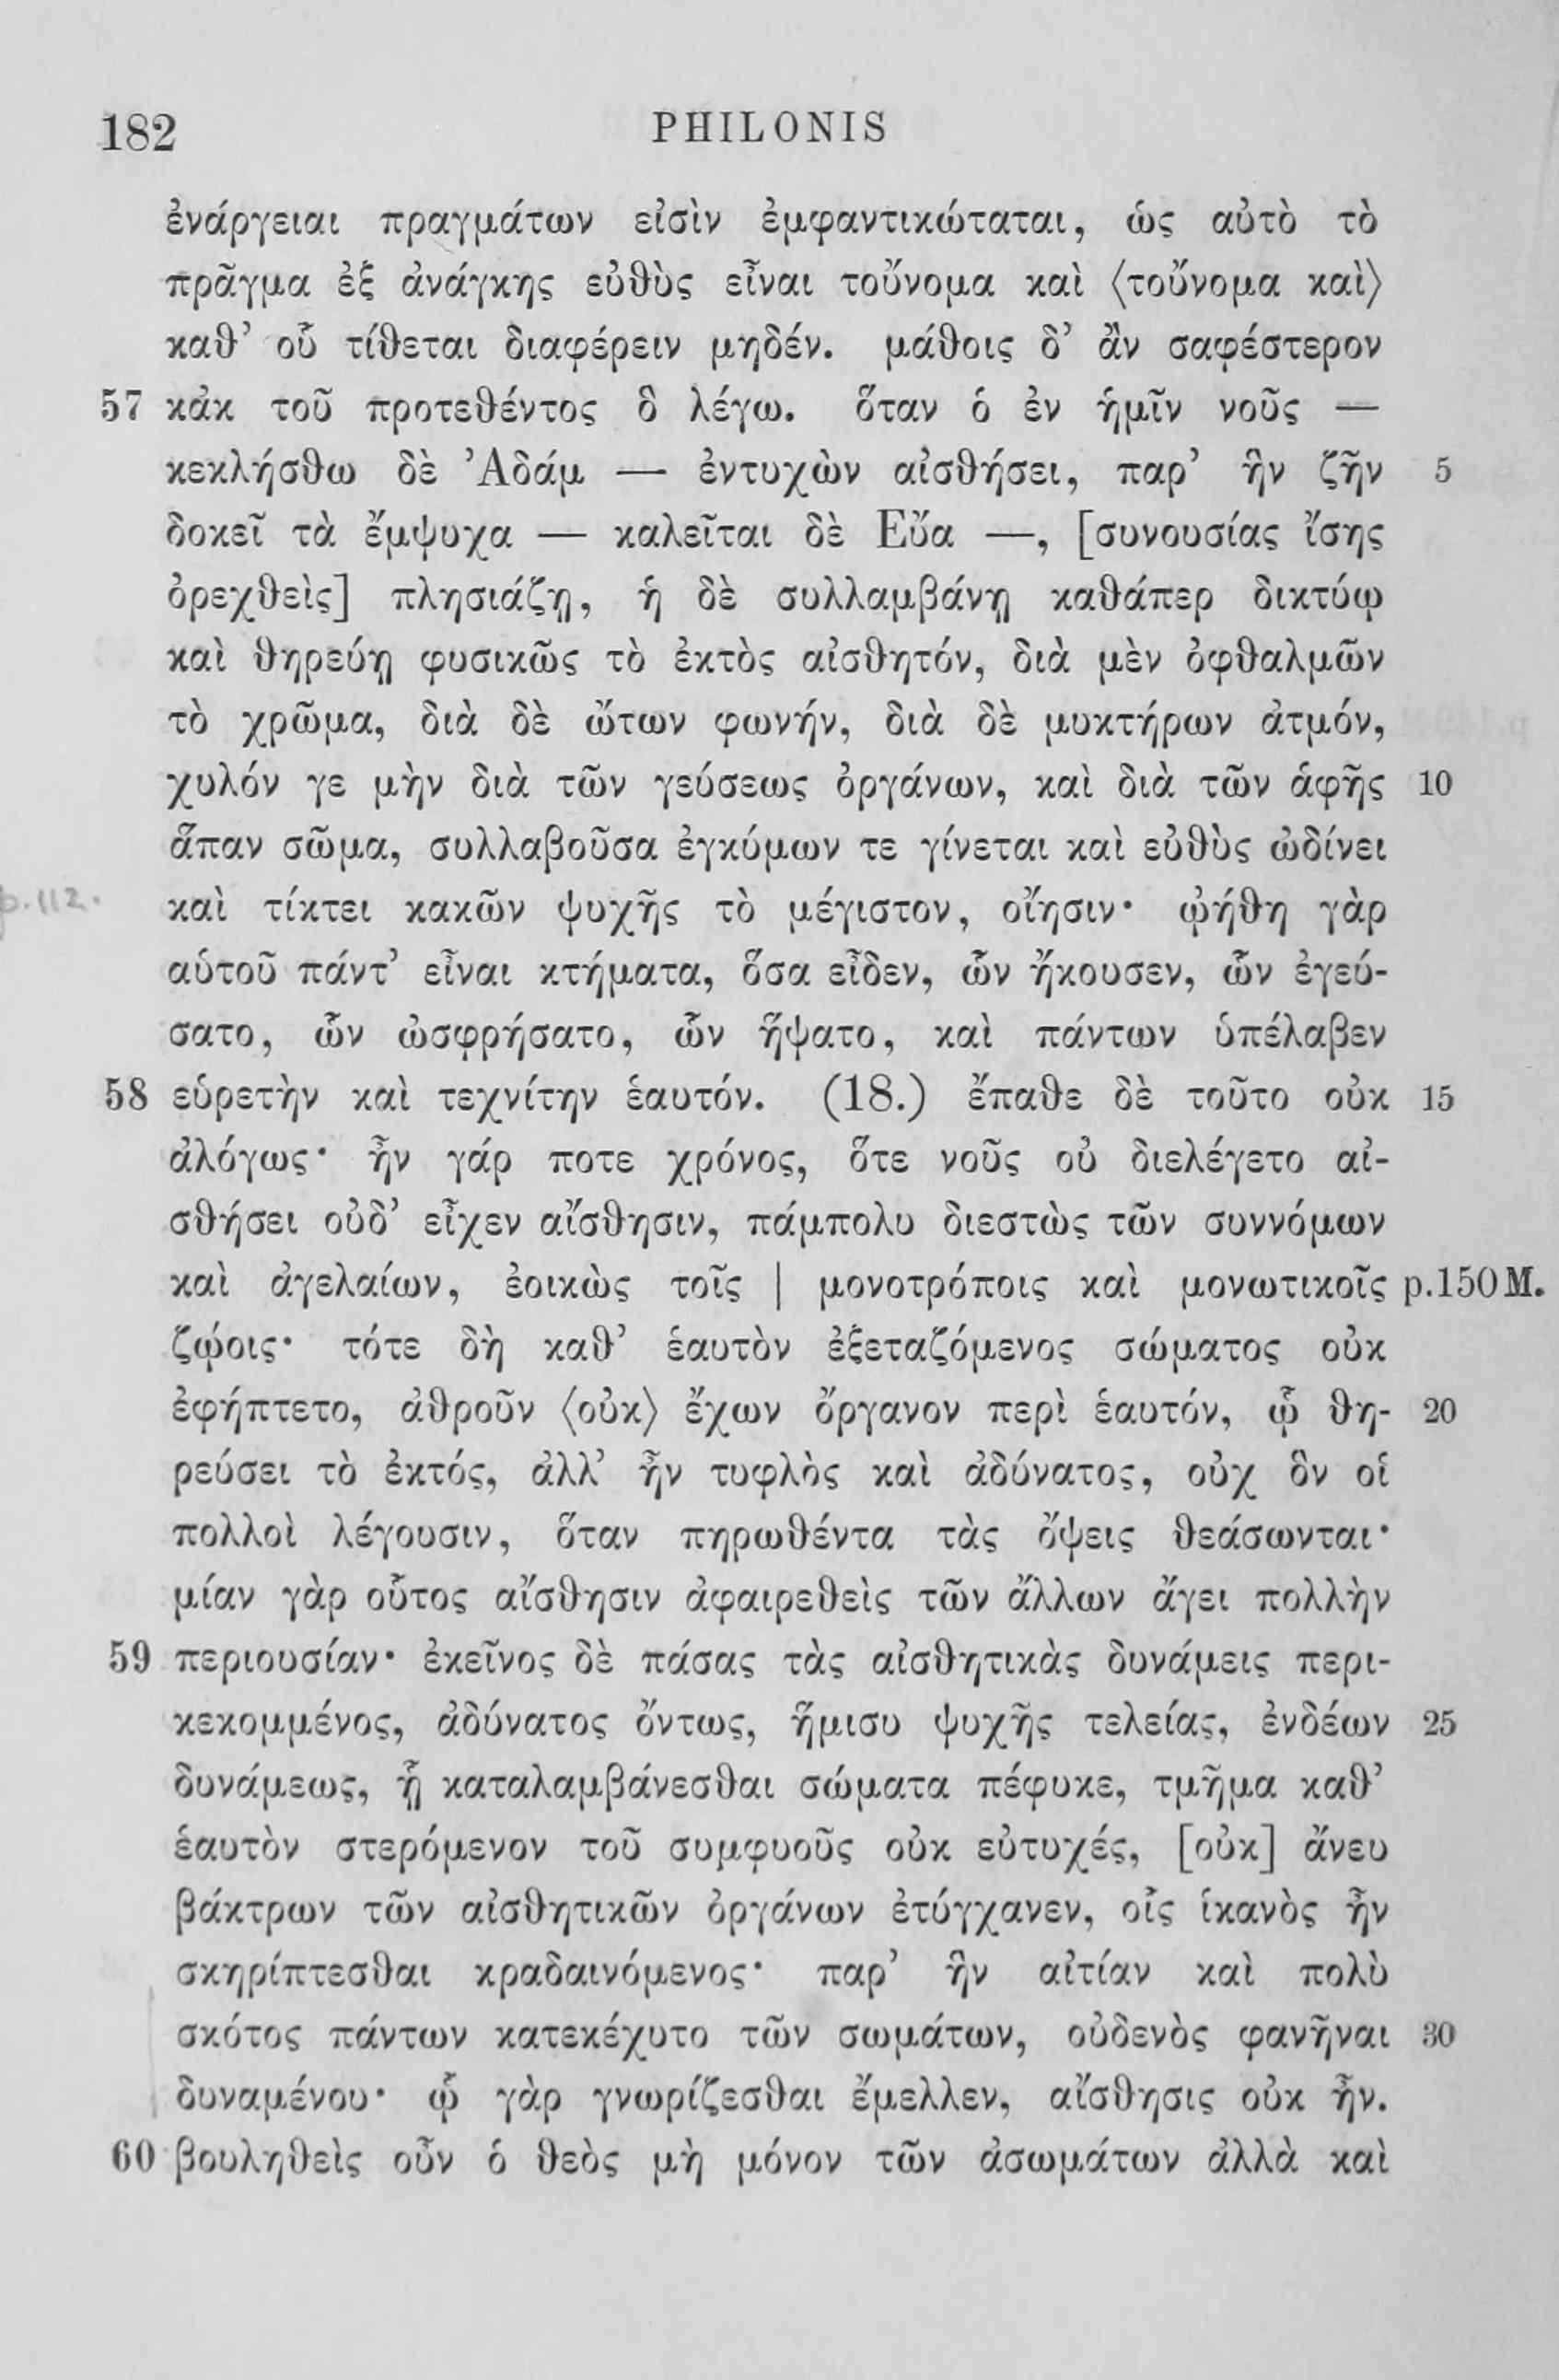 182 PHILONIS
ἐνάργειαι πραγμάτων εἰσὶν ἐμφαντικώταται, ὡς αὐτὸ τὸ
πρᾶγμα ἐξ ἀνάγκης εὐθὺς εἶναι τοὔνομα καὶ ⟨τοὔνομα καὶ⟩
καθ’ οὗ τίθεται διαφέρειν μηδέν. μάθοις δ’ ἂν σαφέστερον
57 κἀκ τοῦ προτεθέντος ὃ λέγω. ὅταν ὁ ἐν ἡμῖν νοῦς —
κεκλήσθω δὲ ’Αδάμ — ἐντυχὼν αἰσθήσει, παρ’ ἣν ζῆν 5
δοκεῖ τὰ ἔμψυχα — καλεῖται δὲ Εὔα —, [συνουσίας ἴσης
ὀρεχθεὶς] πλησιάζῃ, ἡ δὲ συλλαμβάνῃ καθάπερ δικτύῳ
καὶ θηρεύῃ φυσικῶς τὸ ἐκτὸς αἰσθητόν, διὰ μὲν ὀφθαλμῶν
τὸ χρῶμα, διὰ δὲ ὤτων φωνήν, διὰ δὲ μυκτήρων ἀτμόν,
χυλόν γε μὴν διὰ τῶν γεύσεως ὀργάνων, καὶ διὰ τῶν ἁφῆς 10
ἅπαν σῶμα, συλλαβοῦσα ἐγκύμων τε γίνεται καὶ εὐθὺς ὠδίνει
p.112. καὶ τίκτει κακῶν ψυχῆς τὸ μέγιστον, οἴησιν· ᾠήθη γὰρ
αὑτοῦ πάντ’ εἶναι κτήματα, ὅσα εἶδεν, ὧν ἤκουσεν, ὧν ἐγεύ-
σατο, ὧν ὠσφρήσατο, ὧν ἥψατο, καὶ πάντων ὑπέλαβεν
58 εὑρετὴν καὶ τεχνίτην ἑαυτόν. (18.) ἔπαθε δὲ τοῦτο οὐκ 15
ἀλόγως· ἦν γάρ ποτε χρόνος, ὅτε νοῦς οὐ διελέγετο αἰ-
σθήσει οὐδ’ εἶχεν αἴσθησιν, πάμπολυ διεστὼς τῶν συννόμων
καὶ ἀγελαίων, ἐοικὼς τοῖς | μονοτρόποις καὶ μονωτικοῖς p.150 M.
ζῴοις· τότε δὴ καθ’ ἑαυτὸν ἐξεταζόμενος σώματος οὐκ
ἐφήπτετο, ἀθροῦν ⟨οὐκ⟩ ἔχων ὄργανον περὶ ἑαυτόν, ᾧ θη- 20
ρεύσει τὸ ἐκτός, ἀλλ’ ἦν τυφλὸς καὶ ἀδύνατος, οὐχ ὃν οἱ
πολλοὶ λέγουσιν, ὅταν πηρωθέντα τὰς ὄψεις θεάσωνται·
μίαν γὰρ οὗτος αἴσθησιν ἀφαιρεθεὶς τῶν ἄλλων ἄγει πολλὴν
59 περιουσίαν· ἐκεῖνος δὲ πάσας τὰς αἰσθητικὰς δυνάμεις περι-
κεκομμένος, ἀδύνατος ὄντως, ἥμισυ ψυχῆς τελείας, ἐνδέων 25
δυνάμεως, ᾗ καταλαμβάνεσθαι σώματα πέφυκε, τμῆμα καθ’
ἑαυτὸν στερόμενον τοῦ συμφυοῦς οὐκ εὐτυχές, [οὐκ] ἄνευ
βάκτρων τῶν αἰσθητικῶν ὀργάνων ἐτύγχανεν, οἷς ἱκανὸς ἦν
σκηρίπτεσθαι κραδαινόμενος· παρ’ ἣν αἰτίαν καὶ πολὺ
σκότος πάντων κατεκέχυτο τῶν σωμάτων, οὐδενὸς φανῆναι 30
δυναμένου· ᾧ γὰρ γνωρίζεσθαι ἔμελλεν, αἴσθησις οὐκ ἦν.
60 βουληθεὶς οὖν ὁ θεὸς μὴ μόνον τῶν ἀσωμάτων ἀλλὰ καὶ